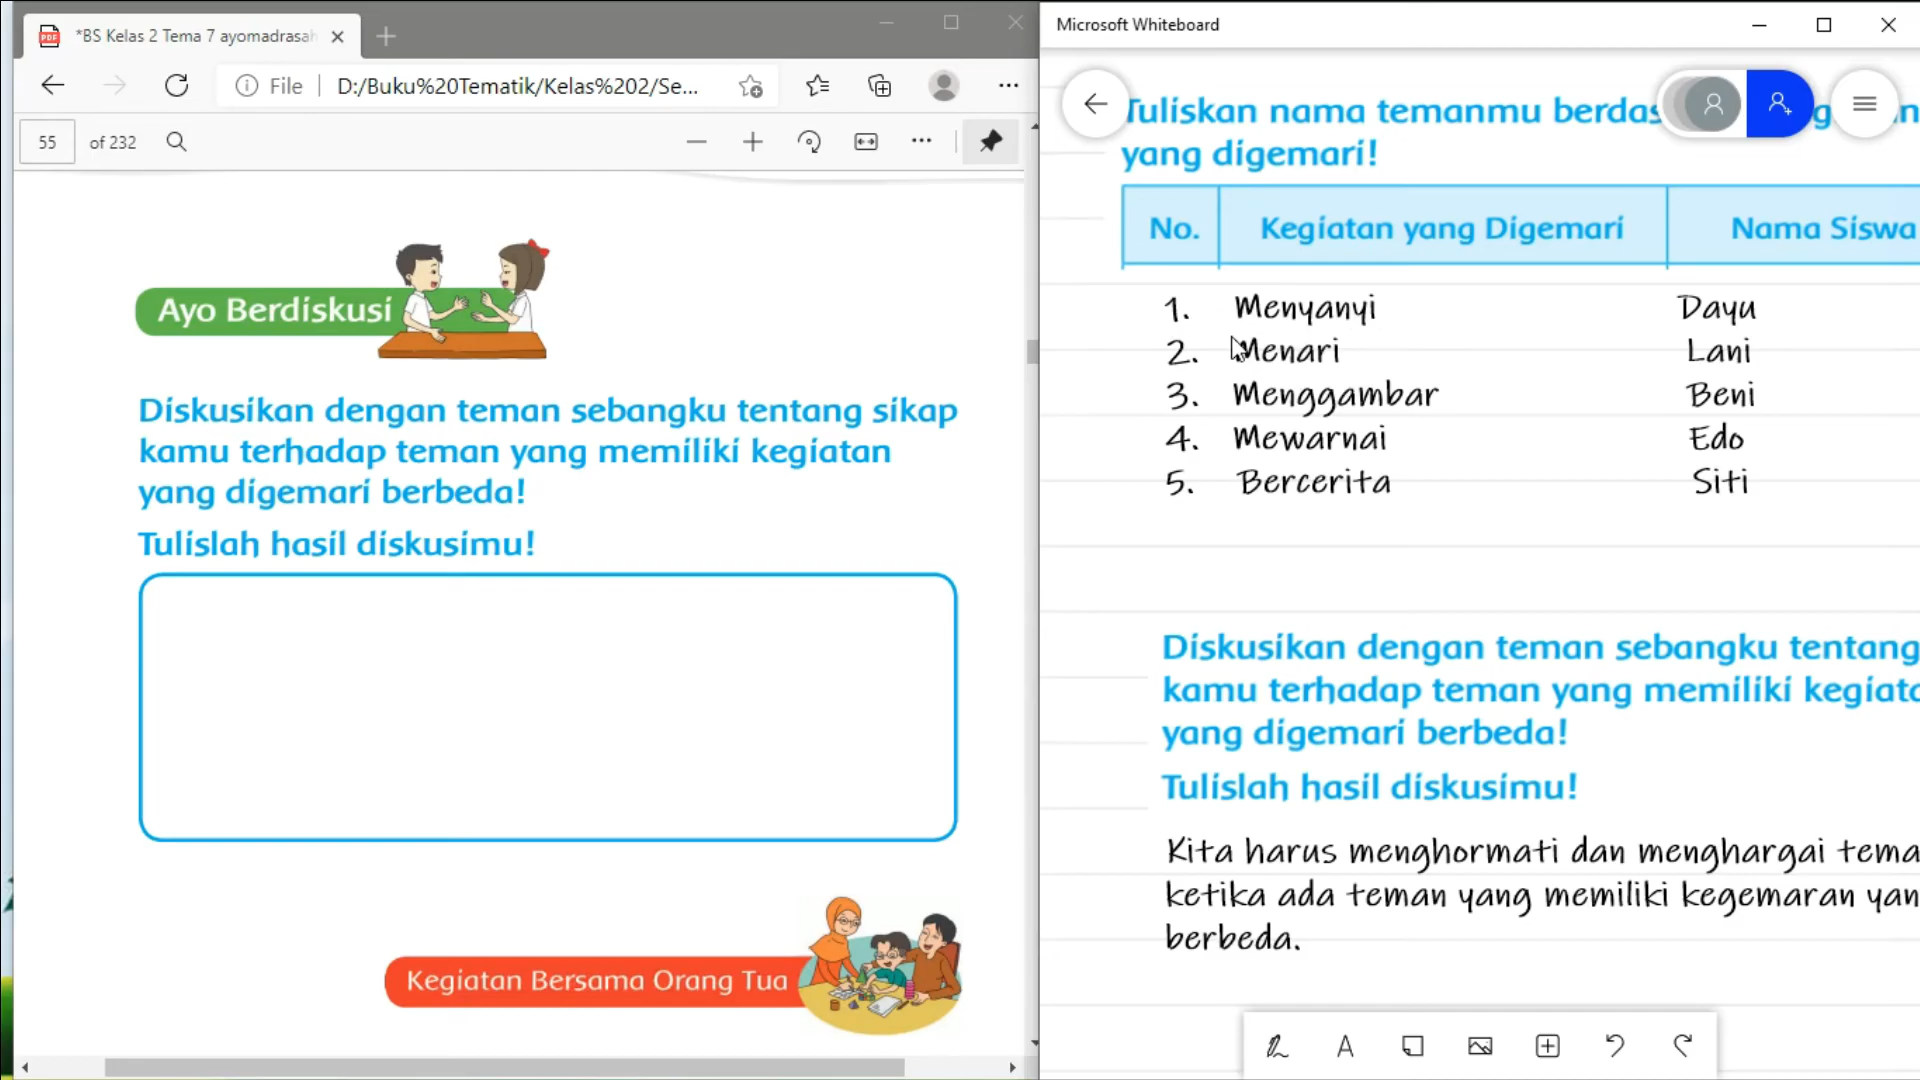 *BS Kelas 2 Tema 7 ayomadrasah
File
D:/Buku%20Tematik/Kelas%202/Se...
55 of 232
Ayo Berdiskusi
Diskusikan dengan teman sebangku tentang sikap
kamu terhadap teman yang memiliki kegiatan
yang digemari berbeda!
Tulislah hasil diskusimu!
Kegiatan Bersama Orang Tua
Microsoft Whiteboard
Tuliskan nama temanmu
yang digemari!
No. Kegiatan yang Digemari Nama Siswa
1. Menyanyi Dayu
2. Menari Lani
3. Menggambar Beni
4. Mewarnai Edo
5. Bercerita Siti
Diskusikan dengan teman sebangku tentang
kamu terhadap teman yang memiliki
yang digemari berbeda!
Tulislah hasil diskusimu!
Kita harus menghormati dan menghargai
ketika ada teman yang memiliki kegemaran
berbeda.